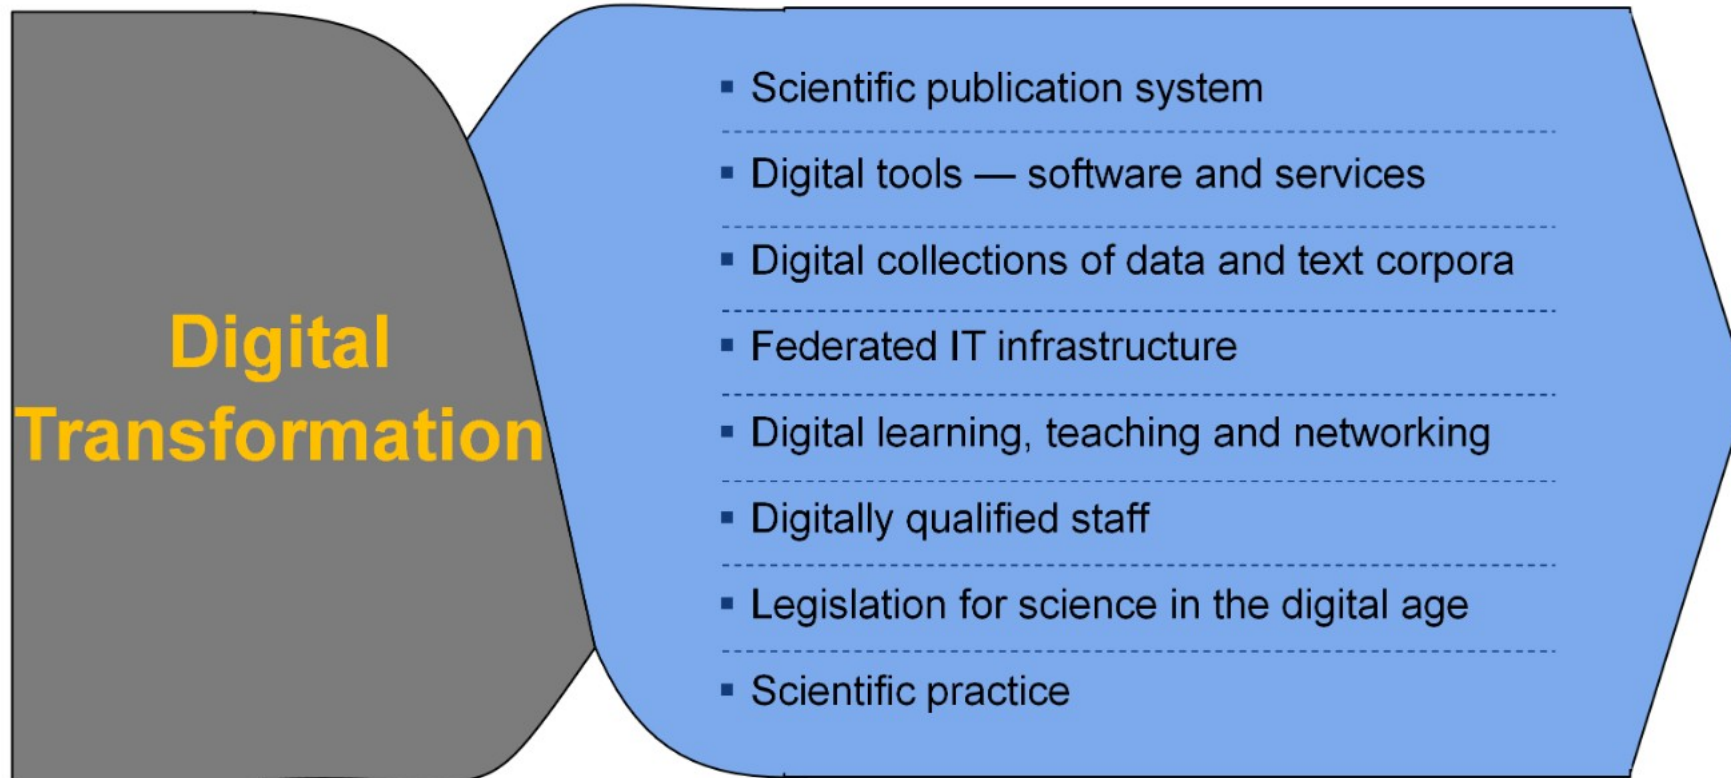 Digital
Transformation
▪ Scientific publication system
▪ Digital tools — software and services
▪ Digital collections of data and text corpora
▪ Federated IT infrastructure
▪ Digital learning, teaching and networking
▪ Digitally qualified staff
▪ Legislation for science in the digital age
▪ Scientific practice